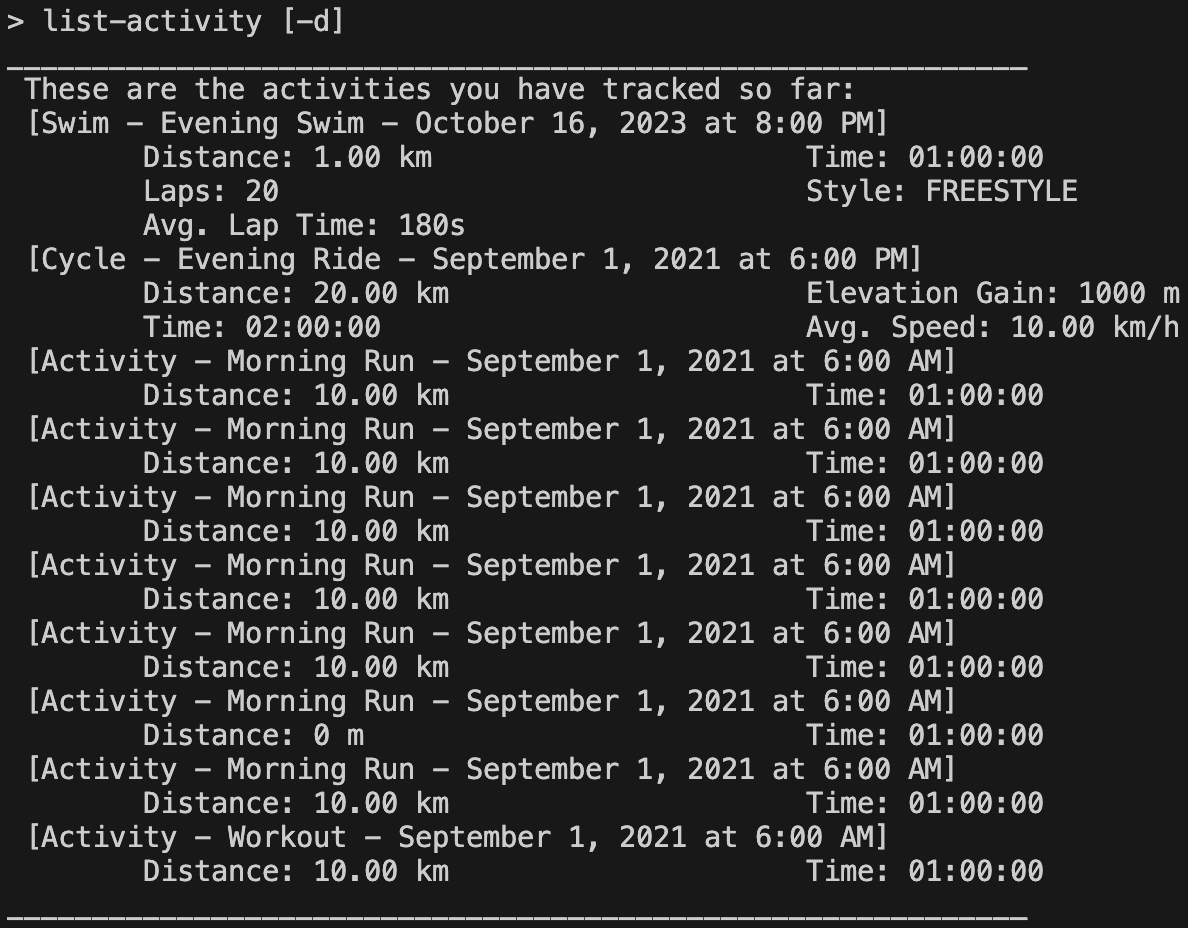 > list-activity [-d]
____________________________________________________________
These are the activities you have tracked so far:
[Swim - Evening Swim - October 16, 2023 at 8:00 PM]
Distance: 1.00 km Time: 01:00:00
Laps: 20 Style: FREESTYLE
Avg. Lap Time: 180s
[Cycle - Evening Ride - September 1, 2021 at 6:00 PM]
Distance: 20.00 km Elevation Gain: 1000 m
Time: 02:00:00 Avg. Speed: 10.00 km/h
[Activity - Morning Run - September 1, 2021 at 6:00 AM]
Distance: 10.00 km Time: 01:00:00
[Activity - Morning Run - September 1, 2021 at 6:00 AM]
Distance: 10.00 km Time: 01:00:00
[Activity - Morning Run - September 1, 2021 at 6:00 AM]
Distance: 10.00 km Time: 01:00:00
[Activity - Morning Run - September 1, 2021 at 6:00 AM]
Distance: 10.00 km Time: 01:00:00
[Activity - Morning Run - September 1, 2021 at 6:00 AM]
Distance: 10.00 km Time: 01:00:00
[Activity - Morning Run - September 1, 2021 at 6:00 AM]
Distance: 0 m Time: 01:00:00
[Activity - Morning Run - September 1, 2021 at 6:00 AM]
Distance: 10.00 km Time: 01:00:00
[Activity - Workout - September 1, 2021 at 6:00 AM]
Distance: 10.00 km Time: 01:00:00
____________________________________________________________